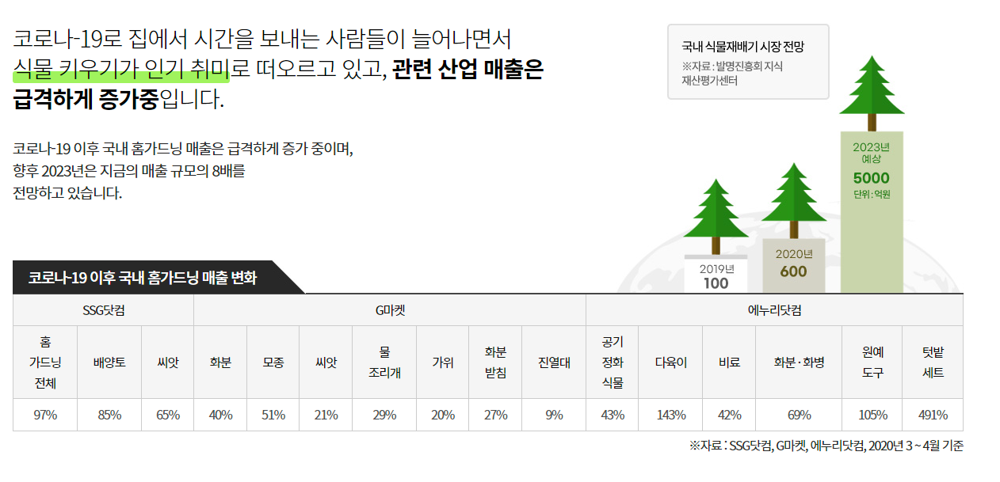 코로나-19로 집에서 시간을 보내는 사람들이 늘어나면서
식물 키우기가 인기 취미로 떠오르고 있고, 관련 산업 매출은
급격하게 증가중입니다.
코로나-19 이후 국내 홈가드닝 매출은 급격하게 증가 중이며,
향후 2023년은 지금의 매출 규모의 8배를
전망하고 있습니다.
국내 식물재배기 시장 전망
※자료 : 발명진흥회 지식
재산평가센터
2019년
100
2020년
600
2023년
예상
5000
단위 : 억원
코로나-19 이후 국내 홈가드닝 매출 변화
SSG닷컴 G마켓 에누리닷컴
홈
가드닝
전체
배양토
씨앗
화분
모종
씨앗
물
조리개
가위
화분
받침
진열대
공기
정화
식물
다육이
비료
화분 · 화병
원예
도구
텃밭
세트
97% 85% 65% 40% 51% 21% 29% 20% 27% 9% 43% 143% 42% 69% 105% 491%
※자료 : SSG닷컴, G마켓, 에누리닷컴, 2020년 3 ~ 4월 기준